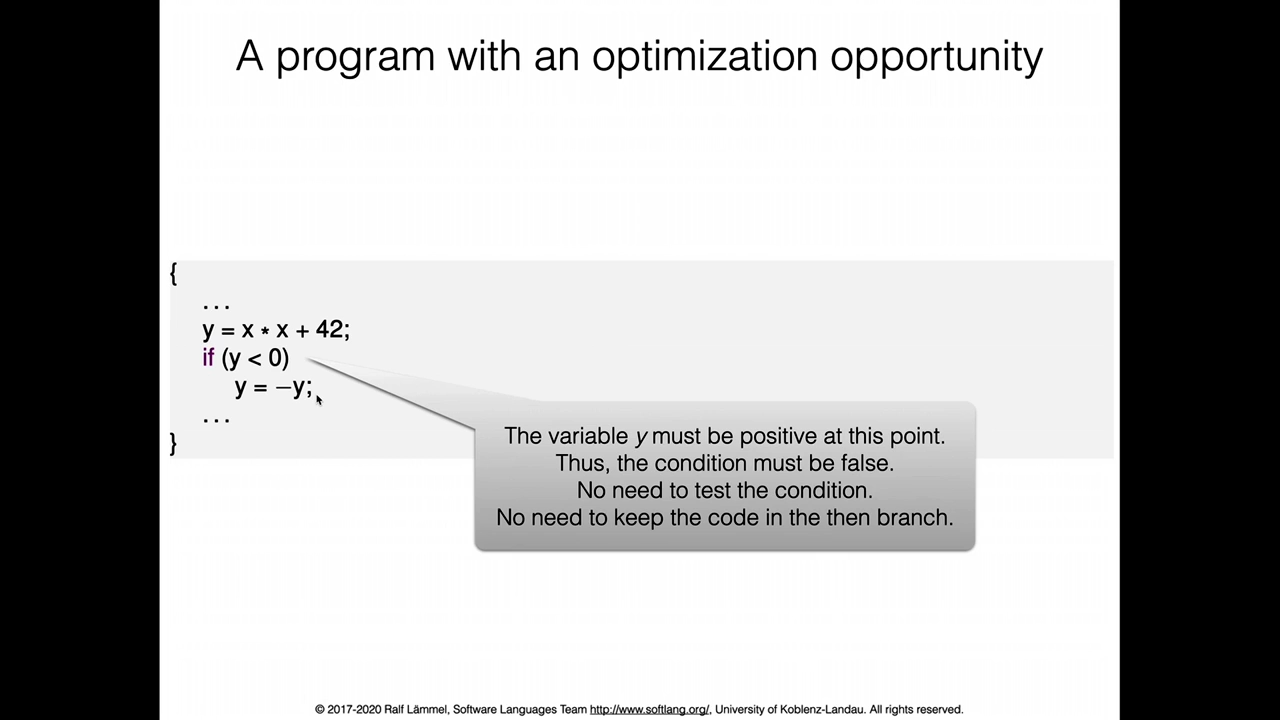 A program with an optimization opportunity
{
...
y = x * x + 42;
if (y < 0)
y = −y;
...
}
The variable y must be positive at this point.
Thus, the condition must be false.
No need to test the condition.
No need to keep the code in the then branch.
© 2017-2020 Ralf Lämmel, Software Languages Team http://www.softlang.org/, University of Koblenz-Landau. All rights reserved.